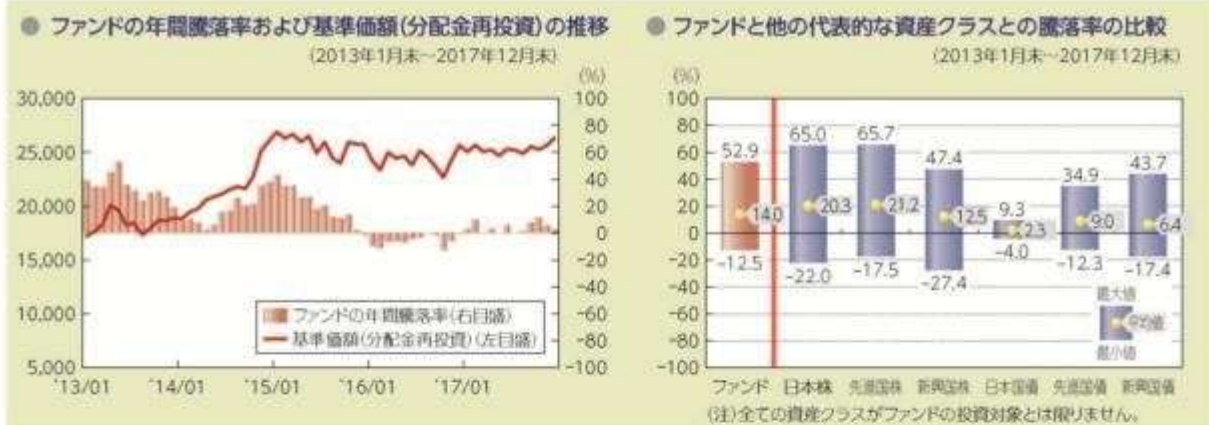 ● ファンドの年間騰落率および基準価額(分配金再投資)の推移
(2013年1月末～2017年12月末)
(%)
30,000
25,000
20,000
15,000
10,000
5,000
100
80
60
40
20
0
-20
-40
-60
-80
-100
ファンドの年間騰落率(右目盛)
基準価額(分配金再投資)(左目盛)
'13/01 '14/01 '15/01 '16/01 '17/01
● ファンドと他の代表的な資産クラスとの騰落率の比較
(2013年1月末～2017年12月末)
(%)
100
80
60
40
20
0
-20
-40
-60
-80
-100
52.9 65.0 65.7 47.4 9.3 34.9 43.7
14.0 20.3 21.2 12.5 2.3 9.0 6.4
-12.5 -22.0 -17.5 -27.4 -4.0 -12.3 -17.4
最大値
平均値
最小値
ファンド 日本株 先進国株 新興国株 日本国債 先進国債 新興国債
(注)全ての資産クラスがファンドの投資対象とは限りません。